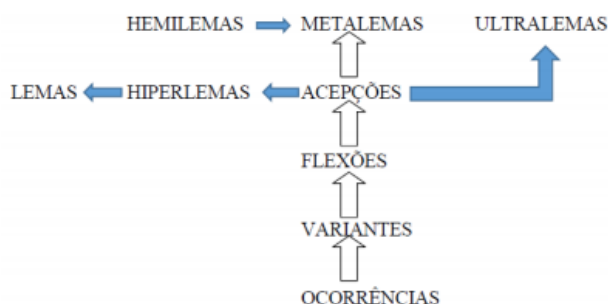 HEMILEMAS METALEMAS ULTRALEMAS
LEMAS HIPERLEMAS ACEPÇÕES
FLEXÕES
VARIANTES
OCORRÊNCIAS